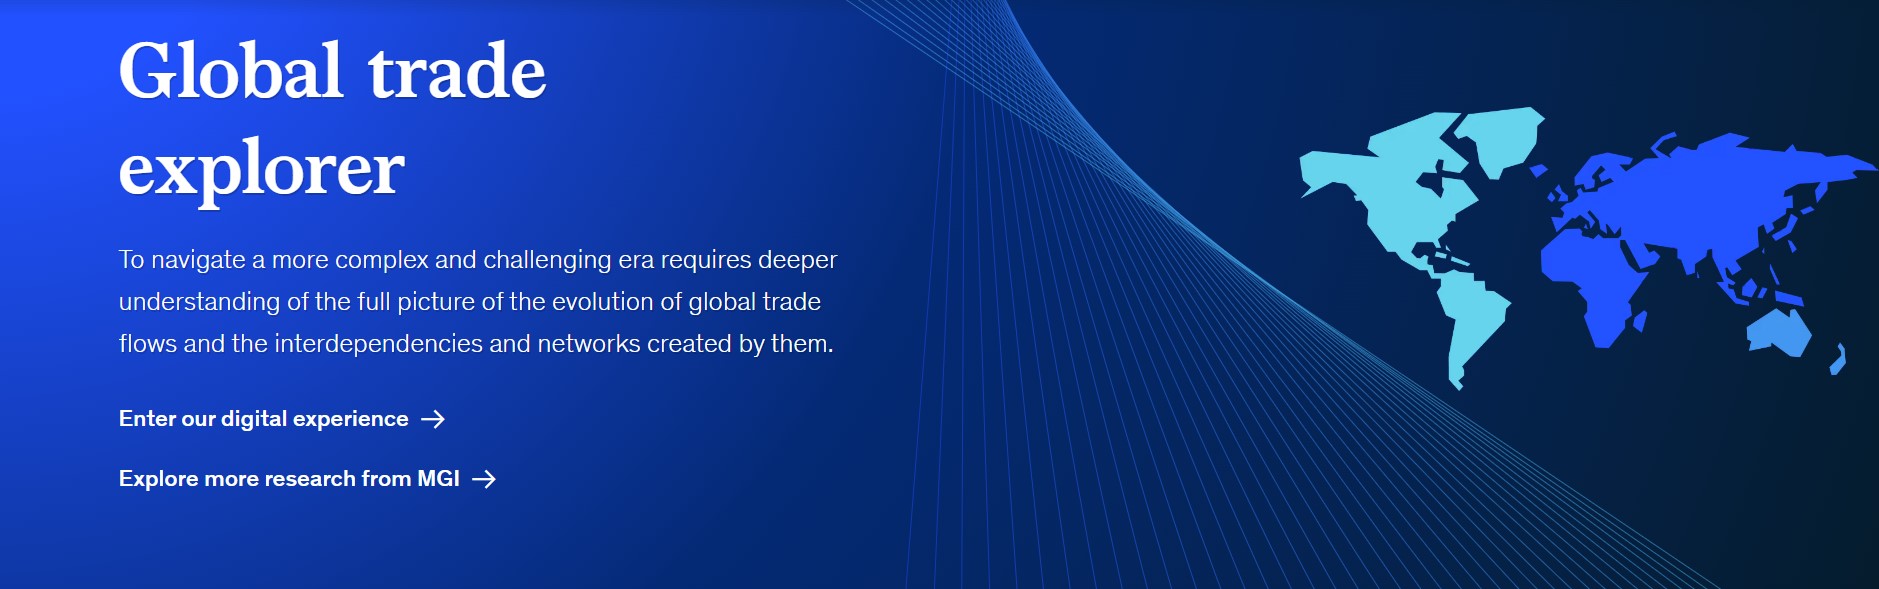 Global trade
explorer
To navigate a more complex and challenging era requires deeper
understanding of the full picture of the evolution of global trade
flows and the interdependencies and networks created by them.
Enter our digital experience →
Explore more research from MGI →